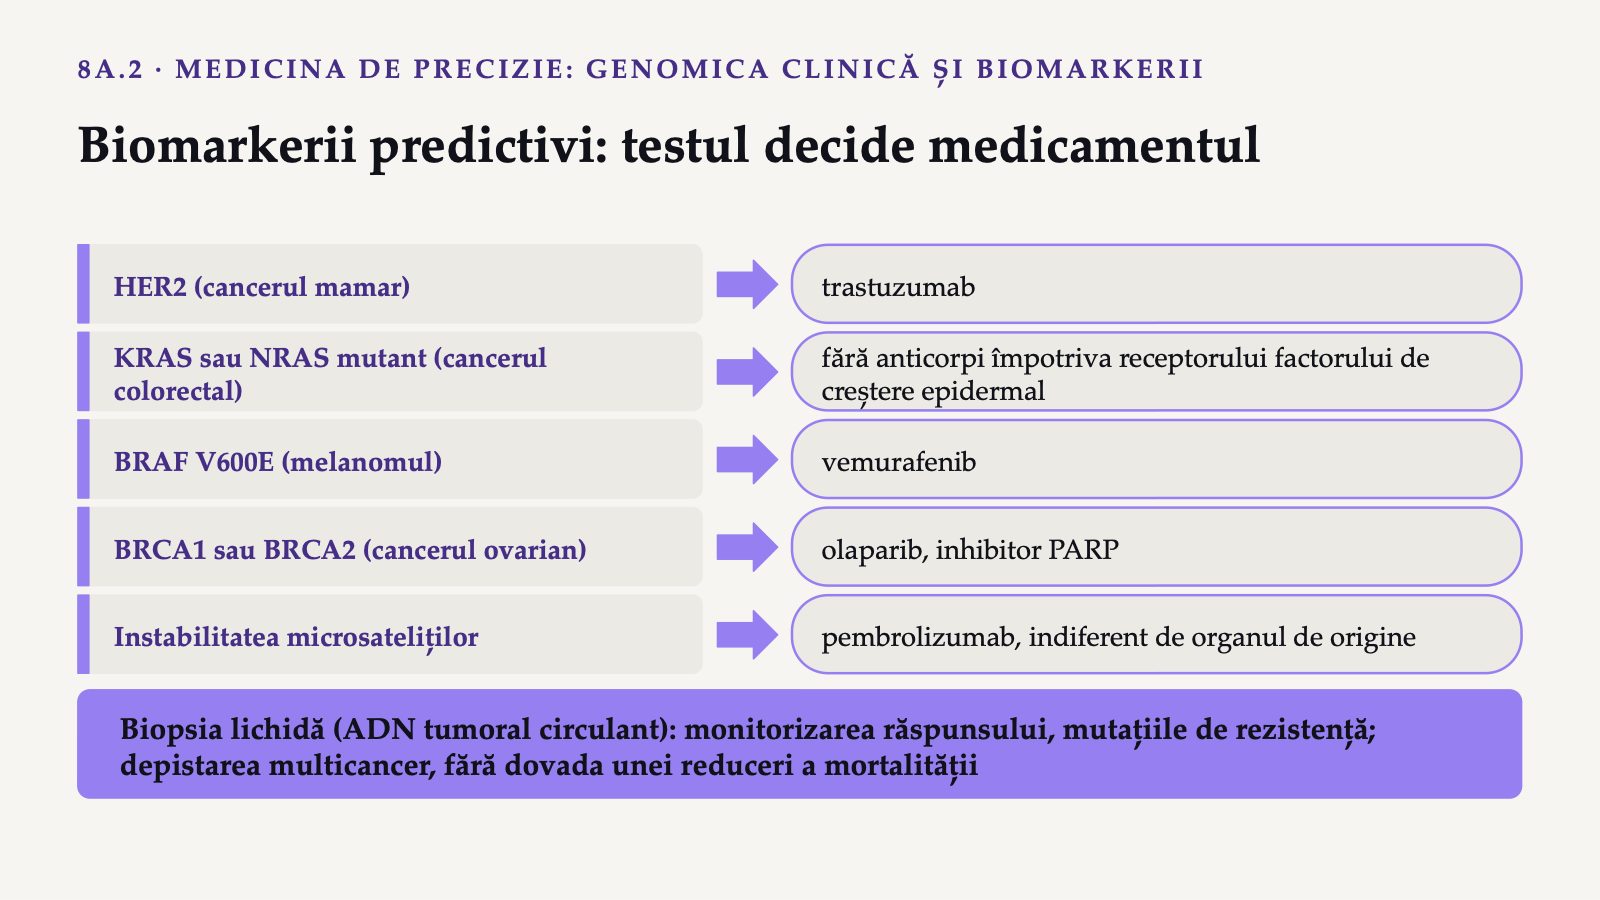 8A.2 · MEDICINA DE PRECIZIE: GENOMICA CLINICĂ ȘI BIOMARKERII
Biomarkerii predictivi: testul decide medicamentul
HER2 (cancerul mamar)
trastuzumab
KRAS sau NRAS mutant (cancerul
colorectal)
fără anticorpi împotriva receptorului factorului de
creștere epidermal
BRAF V600E (melanomul)
vemurafenib
BRCA1 sau BRCA2 (cancerul ovarian)
olaparib, inhibitor PARP
Instabilitatea microsateliților
pembrolizumab, indiferent de organul de origine
Biopsia lichidă (ADN tumoral circulant): monitorizarea răspunsului, mutațiile de rezistență;
depistarea multicancer, fără dovada unei reduceri a mortalității